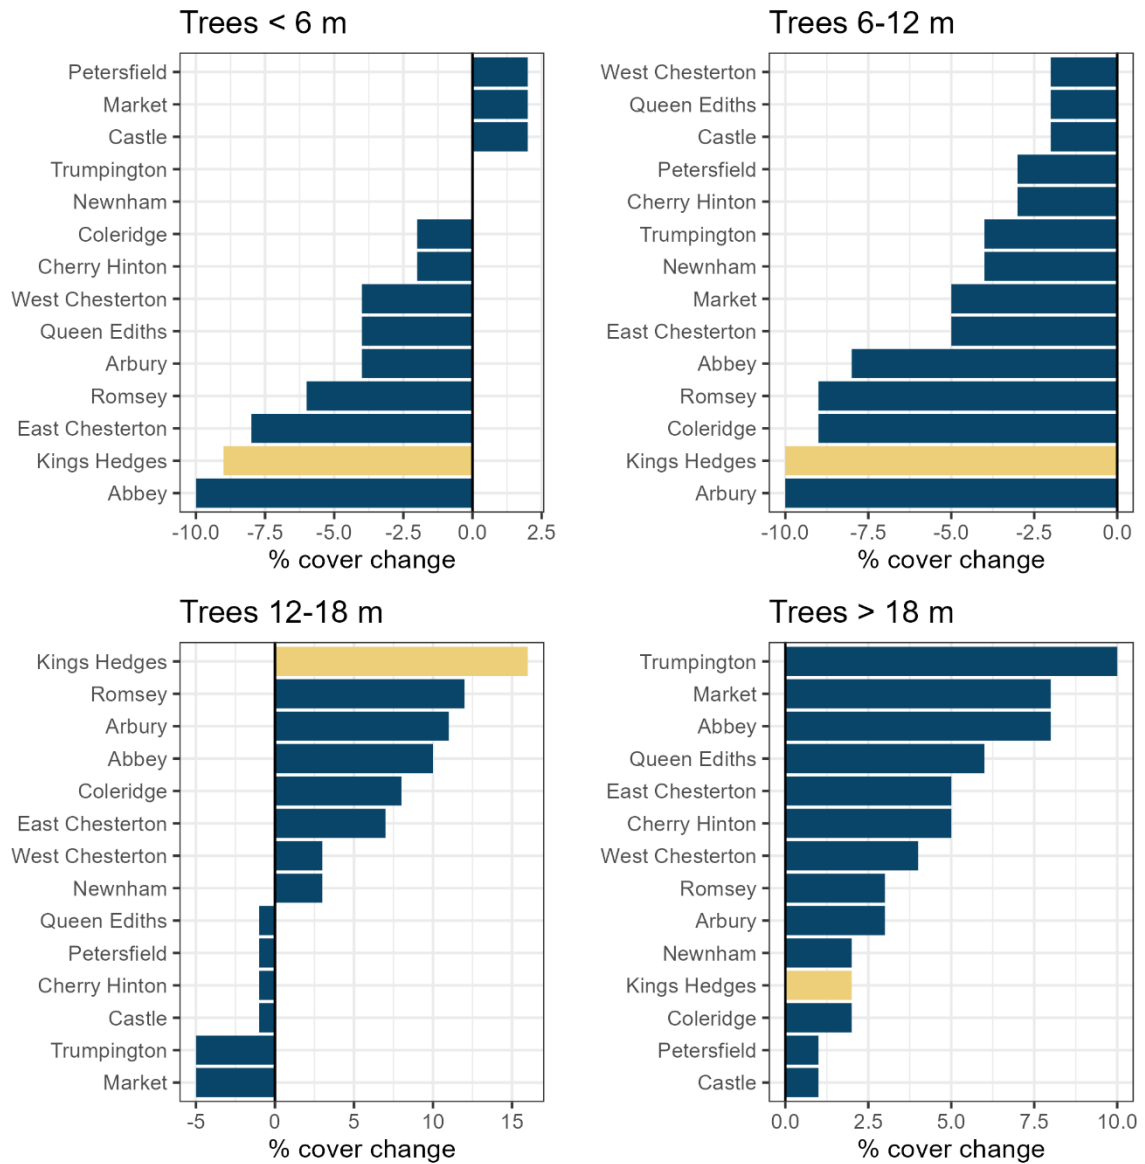 Trees < 6 m
Petersfield
Market
Castle
Trumpington
Newnham
Coleridge
Cherry Hinton
West Chesterton
Queen Ediths
Arbury
Romsey
East Chesterton
Kings Hedges
Abbey
-10.0 -7.5 -5.0 -2.5 0.0 2.5
% cover change
Trees 6-12 m
West Chesterton
Queen Ediths
Castle
Petersfield
Cherry Hinton
Trumpington
Newnham
Market
East Chesterton
Abbey
Romsey
Coleridge
Kings Hedges
Arbury
-10.0 -7.5 -5.0 -2.5 0.0
% cover change
Trees 12-18 m
Kings Hedges
Romsey
Arbury
Abbey
Coleridge
East Chesterton
West Chesterton
Newnham
Queen Ediths
Petersfield
Cherry Hinton
Castle
Trumpington
Market
-5 0 5 10 15
% cover change
Trees > 18 m
Trumpington
Market
Abbey
Queen Ediths
East Chesterton
Cherry Hinton
West Chesterton
Romsey
Arbury
Newnham
Kings Hedges
Coleridge
Petersfield
Castle
0.0 2.5 5.0 7.5 10.0
% cover change